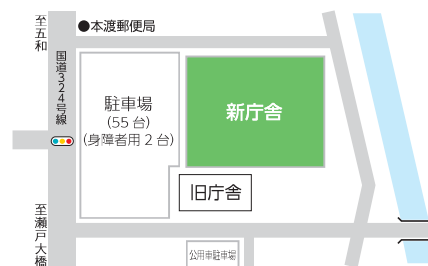 至五和
●本渡郵便局
国道324号線
駐車場
(55台)
(身障者用2台)
新庁舎
旧庁舎
至瀬戸大橋
公用車駐車場